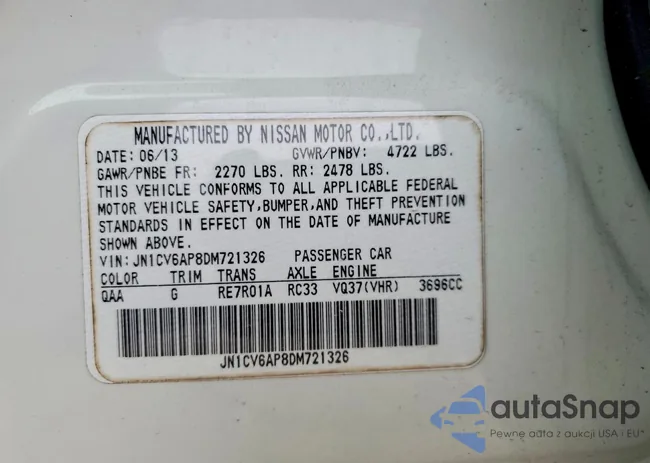 MANUFACTURED BY NISSAN MOTOR CO.,LTD.
DATE: 06/13 GVWR/PNBV: 4722 LBS.
GAWR/PNBE FR: 2270 LBS. RR: 2478 LBS.
THIS VEHICLE CONFORMS TO ALL APPLICABLE FEDERAL
MOTOR VEHICLE SAFETY,BUMPER,AND THEFT PREVENTION
STANDARDS IN EFFECT ON THE DATE OF MANUFACTURE
SHOWN ABOVE.
VIN: JN1CV6AP8DM721326 PASSENGER CAR
COLOR TRIM TRANS AXLE ENGINE
QAA G RE7R01A RC33 VQ37(VHR) 3696CC
JN1CV6AP8DM721326
autaSnap
Pewne auta z aukcji USA i EU